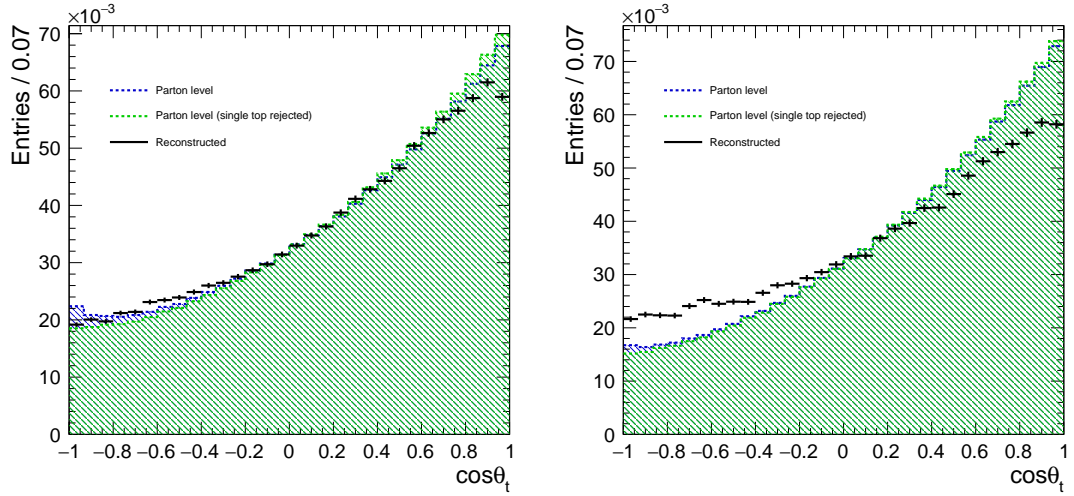 ×10⁻³
Entries / 0.07
70
60
50
40
30
20
10
0
Parton level
Parton level (single top rejected)
Reconstructed
−1 −0.8 −0.6 −0.4 −0.2 0 0.2 0.4 0.6 0.8 1
cosθₜ
×10⁻³
Entries / 0.07
70
60
50
40
30
20
10
0
Parton level
Parton level (single top rejected)
Reconstructed
−1 −0.8 −0.6 −0.4 −0.2 0 0.2 0.4 0.6 0.8 1
cosθₜ